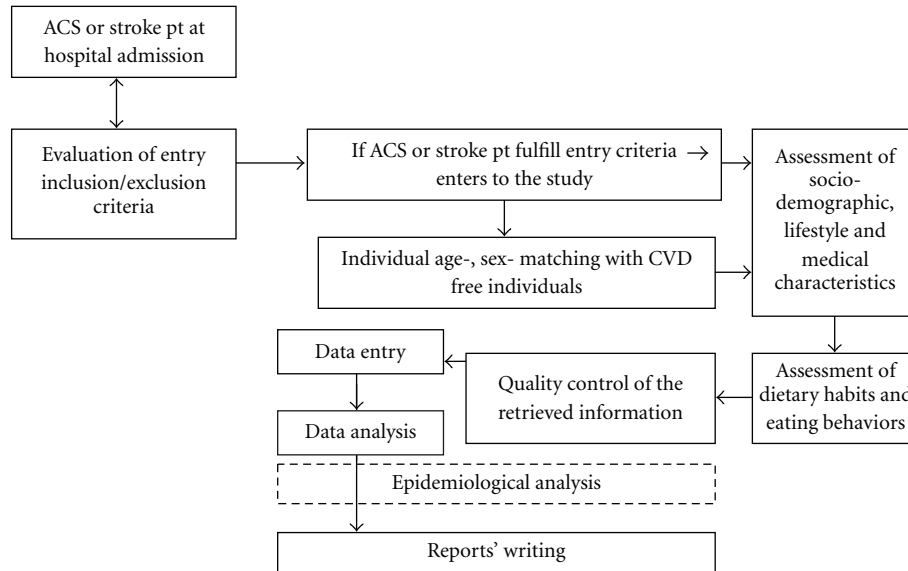 ACS or stroke pt at
hospital admission
Evaluation of entry
inclusion/exclusion
criteria
If ACS or stroke pt fulfill entry criteria →
enters to the study
Individual age-, sex- matching with CVD
free individuals
Assessment of
socio-
demographic,
lifestyle and
medical
characteristics
Assessment of
dietary habits and
eating behaviors
Quality control of the
retrieved information
Data entry
Data analysis
Epidemiological analysis
Reports' writing